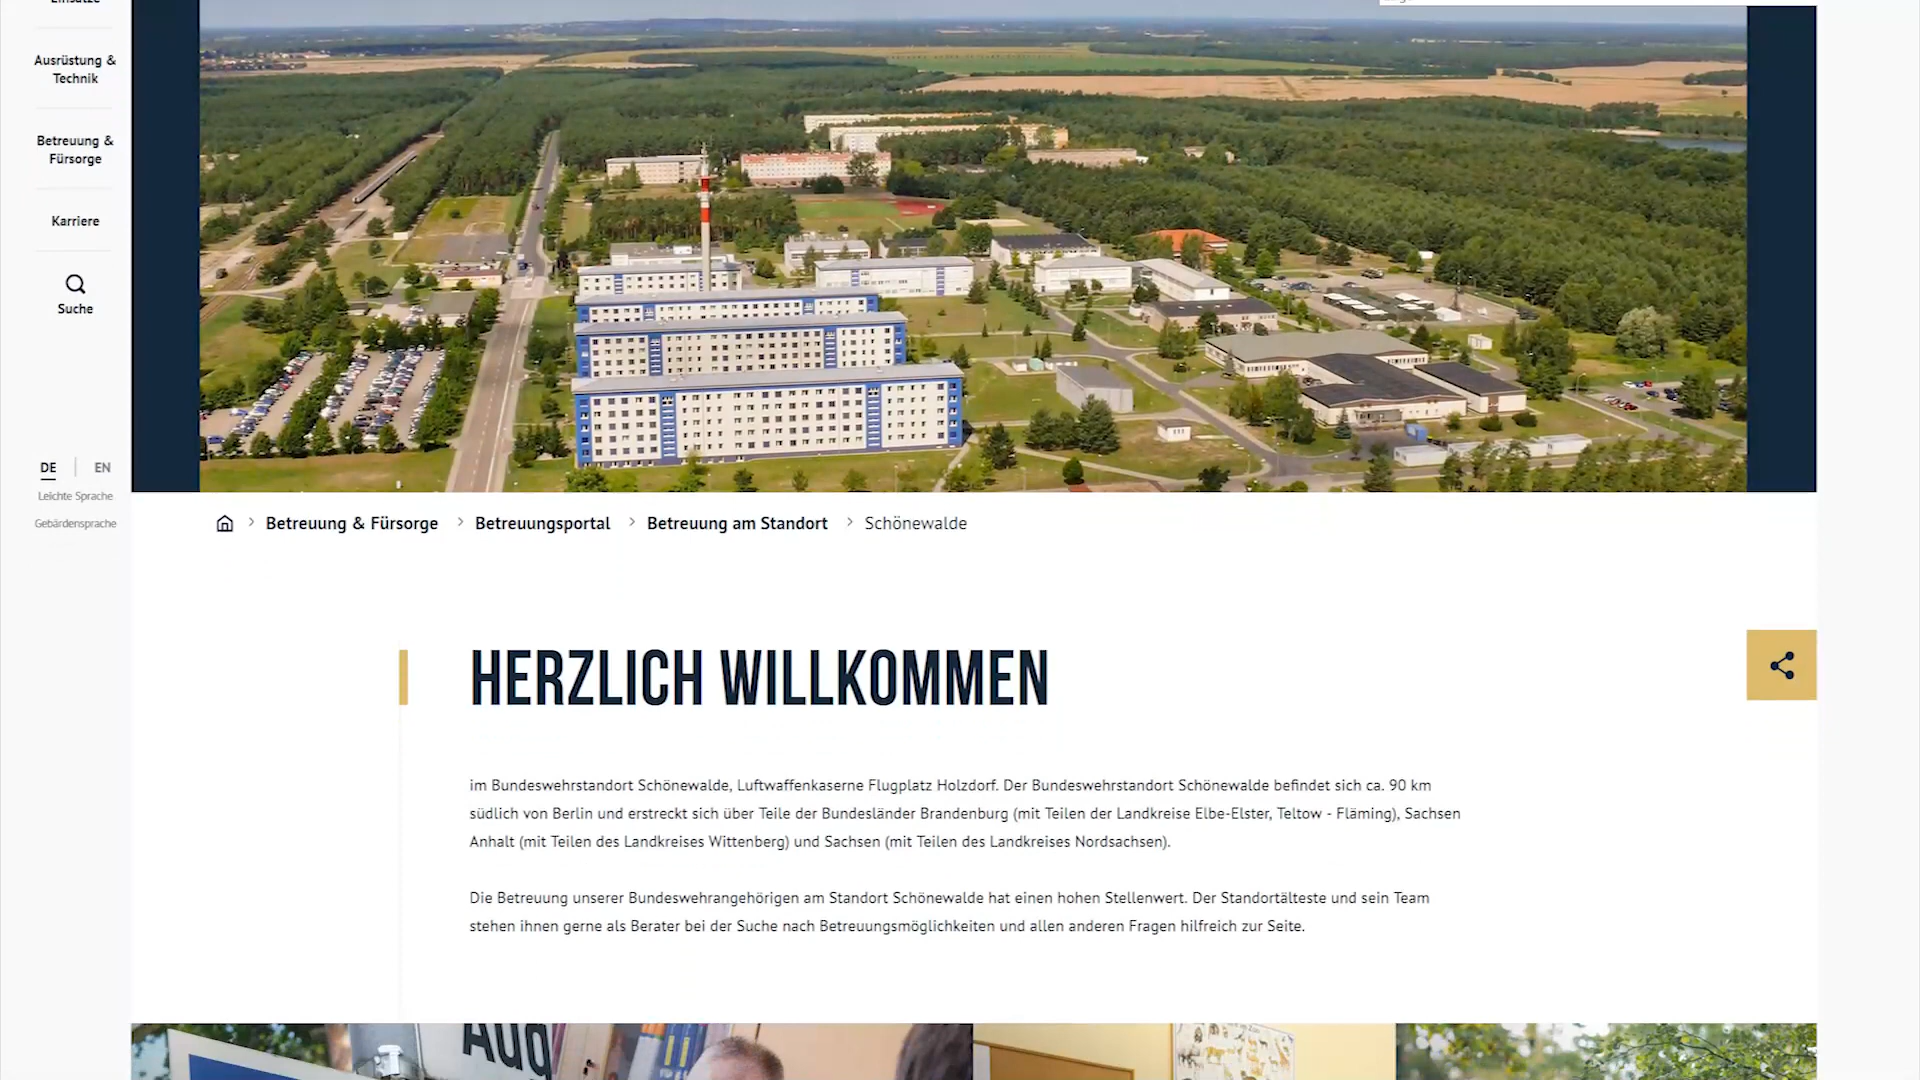 Ausrüstung &
Technik
Betreuung &
Fürsorge
Karriere
Suche
DE
EN
Leichte Sprache
Gebärdensprache
Betreuung & Fürsorge
Betreuungsportal
Betreuung am Standort
Schönewalde
HERZLICH WILLKOMMEN
im Bundeswehrstandort Schönewalde, Luftwaffenkaserne Flugplatz Holzdorf. Der Bundeswehrstandort Schönewalde befindet sich ca. 90 km
südlich von Berlin und erstreckt sich über Teile der Bundesländer Brandenburg (mit Teilen der Landkreise Elbe-Elster, Teltow - Fläming), Sachsen
Anhalt (mit Teilen des Landkreises Wittenberg) und Sachsen (mit Teilen des Landkreises Nordsachsen).
Die Betreuung unserer Bundeswehrangehörigen am Standort Schönewalde hat einen hohen Stellenwert. Der Standortälteste und sein Team
stehen ihnen gerne als Berater bei der Suche nach Betreuungsmöglichkeiten und allen anderen Fragen hilfreich zur Seite.